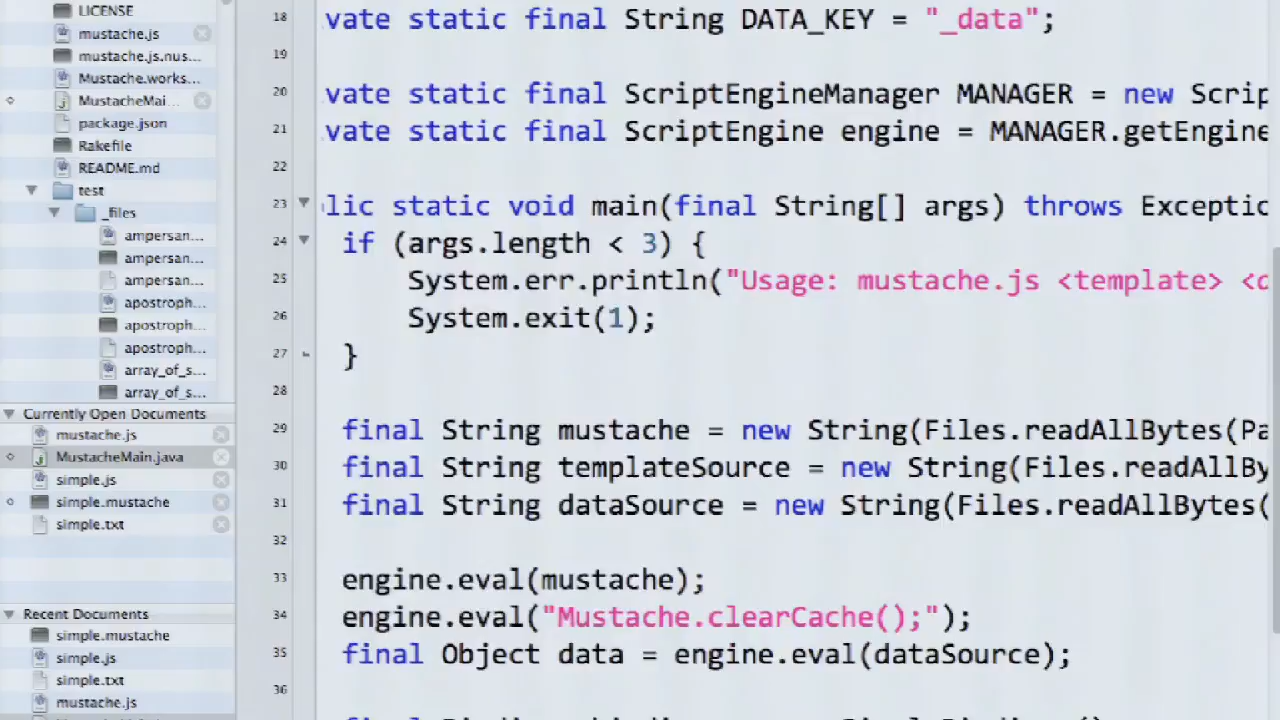 LICENSE
mustache.js
mustache.js.nus...
Mustache.works...
MustacheMai...
package.json
Rakefile
README.md
test
_files
ampersan...
ampersan...
ampersan...
apostroph...
apostroph...
apostroph...
array_of_s...
array_of_s...
Currently Open Documents
mustache.js
MustacheMain.java
simple.js
simple.mustache
simple.txt
Recent Documents
simple.mustache
simple.js
simple.txt
mustache.js
18 vate static final String DATA_KEY = "_data";
19
20 vate static final ScriptEngineManager MANAGER = new Scrip
21 vate static final ScriptEngine engine = MANAGER.getEngine
22
23 lic static void main(final String[] args) throws Exceptio
24 if (args.length < 3) {
25 System.err.println("Usage: mustache.js <template> <d
26 System.exit(1);
27 }
28
29 final String mustache = new String(Files.readAllBytes(Pa
30 final String templateSource = new String(Files.readAllBy
31 final String dataSource = new String(Files.readAllBytes(
32
33 engine.eval(mustache);
34 engine.eval("Mustache.clearCache();");
35 final Object data = engine.eval(dataSource);
36